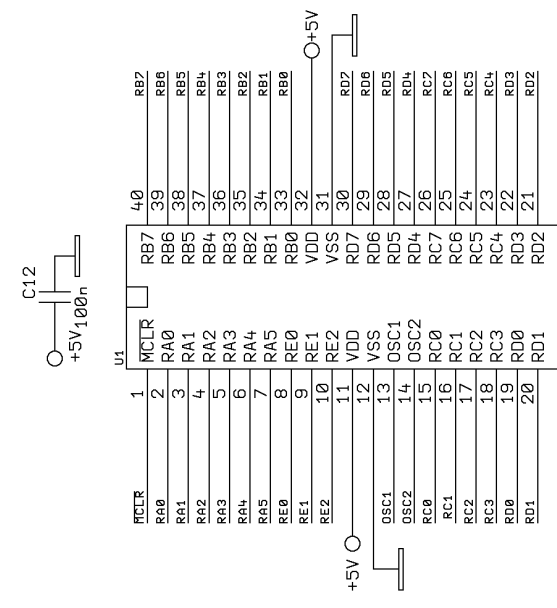 C12
+5V 100n
U1
MCLR 1 MCLR RB7 40 RB7
RA0 2 RA0 RB6 39 RB6
RA1 3 RA1 RB5 38 RB5
RA2 4 RA2 RB4 37 RB4
RA3 5 RA3 RB3 36 RB3
RA4 6 RA4 RB2 35 RB2
RA5 7 RA5 RB1 34 RB1
RE0 8 RE0 RB0 33 RB0
RE1 9 RE1 VDD 32 +5V
RE2 10 RE2 VSS 31
+5V 11 VDD RD7 30 RD7
12 VSS RD6 29 RD6
OSC1 13 OSC1 RD5 28 RD5
OSC2 14 OSC2 RD4 27 RD4
RC0 15 RC0 RC7 26 RC7
RC1 16 RC1 RC6 25 RC6
RC2 17 RC2 RC5 24 RC5
RC3 18 RC3 RC4 23 RC4
RD0 19 RD0 RD3 22 RD3
RD1 20 RD1 RD2 21 RD2